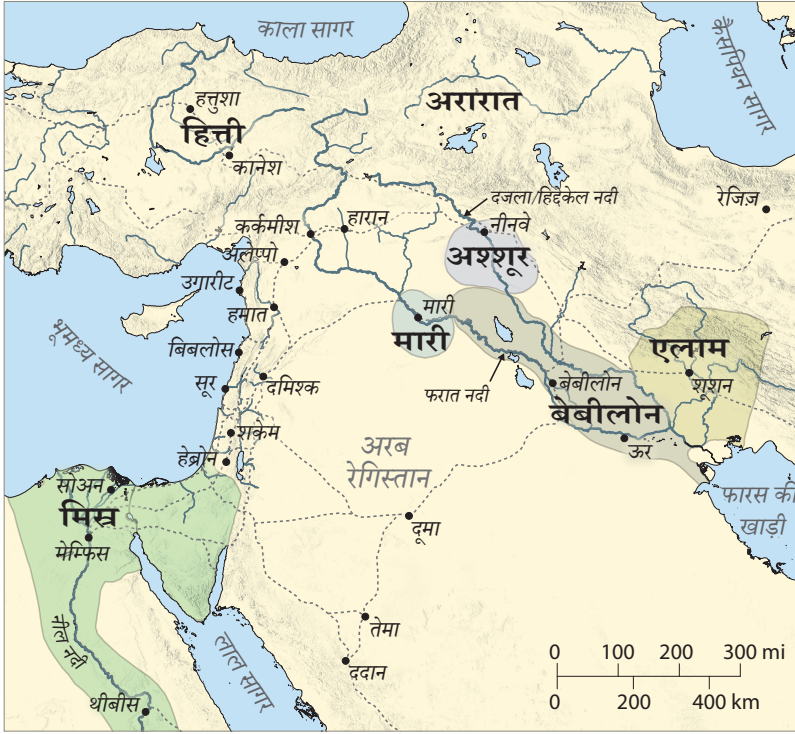 काला सागर
कैसपियन सागर
हत्तुशा
हित्ती
कानेश
अरारात
दजला/हिद्देकेल नदी
रेजिज़
हारान
कर्कमीश
नीनवे
अश्शूर
अलेप्पो
उग़ारीट
हमात
मारी
मारी
भूमध्य सागर
बिबलोस
एलाम
शूशन
सूर
दमिश्क
फरात नदी
बेबीलोन
बेबीलोन
शकेम
ऊर
हेब्रोन
अरब
रेगिस्तान
सोअन
मिस्र
मेम्फिस
दूमा
फारस की
खाड़ी
नील नदी
लाल सागर
तेमा
ददान
थीबीस
0 100 200 300 mi
0 200 400 km